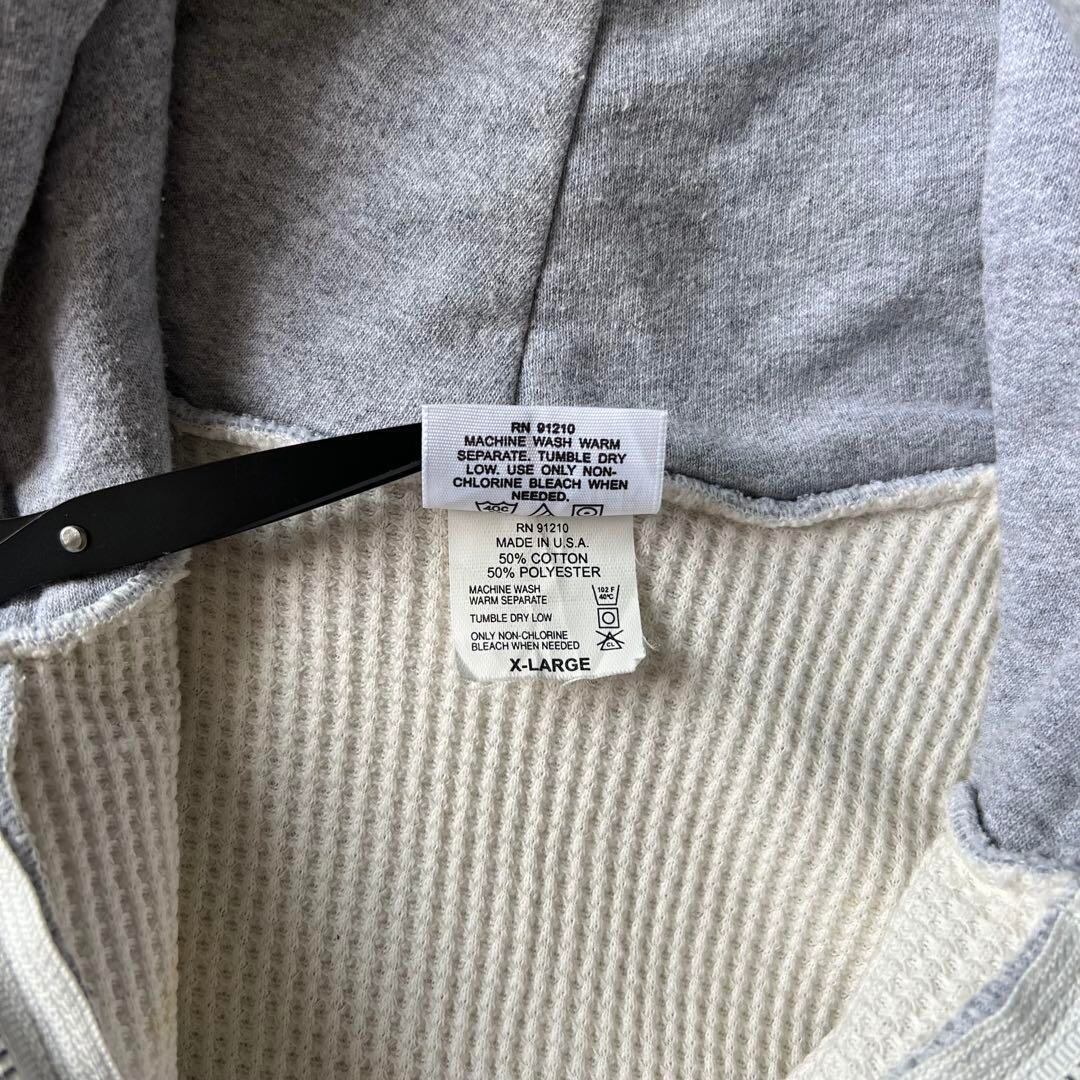 RN 91210
MACHINE WASH WARM
SEPARATE. TUMBLE DRY
LOW. USE ONLY NON-
CHLORINE BLEACH WHEN
NEEDED.
40C
RN 91210
MADE IN U.S.A.
50% COTTON
50% POLYESTER
MACHINE WASH
WARM SEPARATE
102 F
40°C
TUMBLE DRY LOW
ONLY NON-CHLORINE
BLEACH WHEN NEEDED
CL
X-LARGE